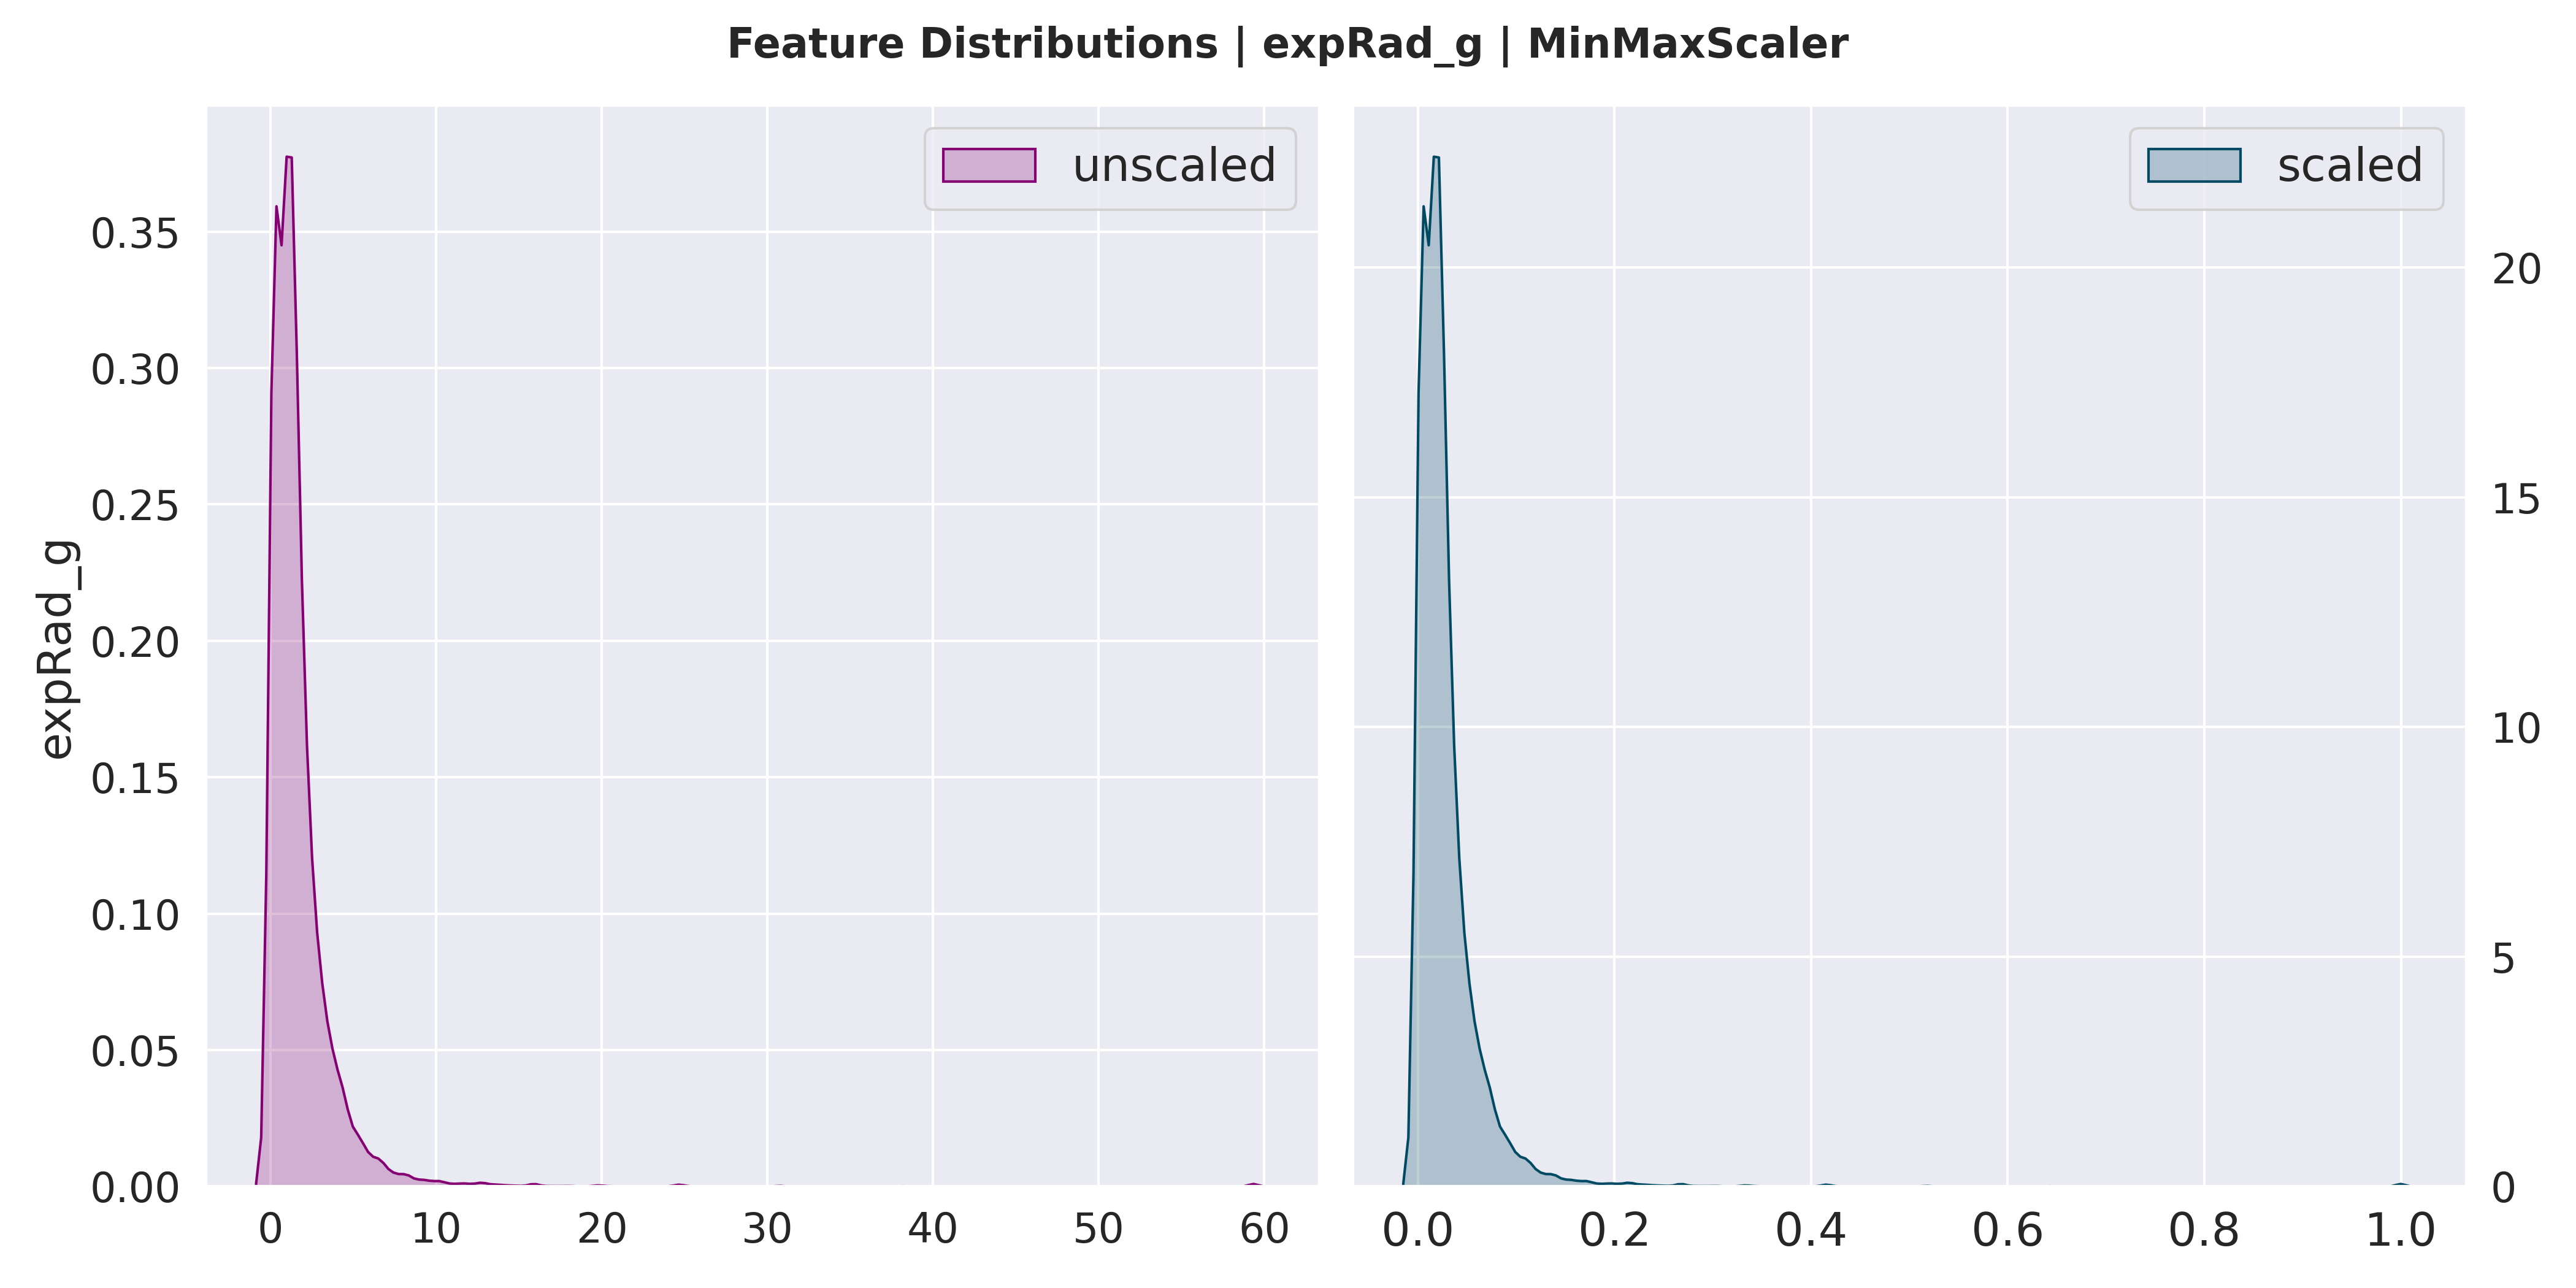 Feature Distributions | expRad_g | MinMaxScaler
unscaled
scaled
expRad_g
0.35
0.30
0.25
0.20
0.15
0.10
0.05
0.00
0 10 20 30 40 50 60
20
15
10
5
0
0.0 0.2 0.4 0.6 0.8 1.0